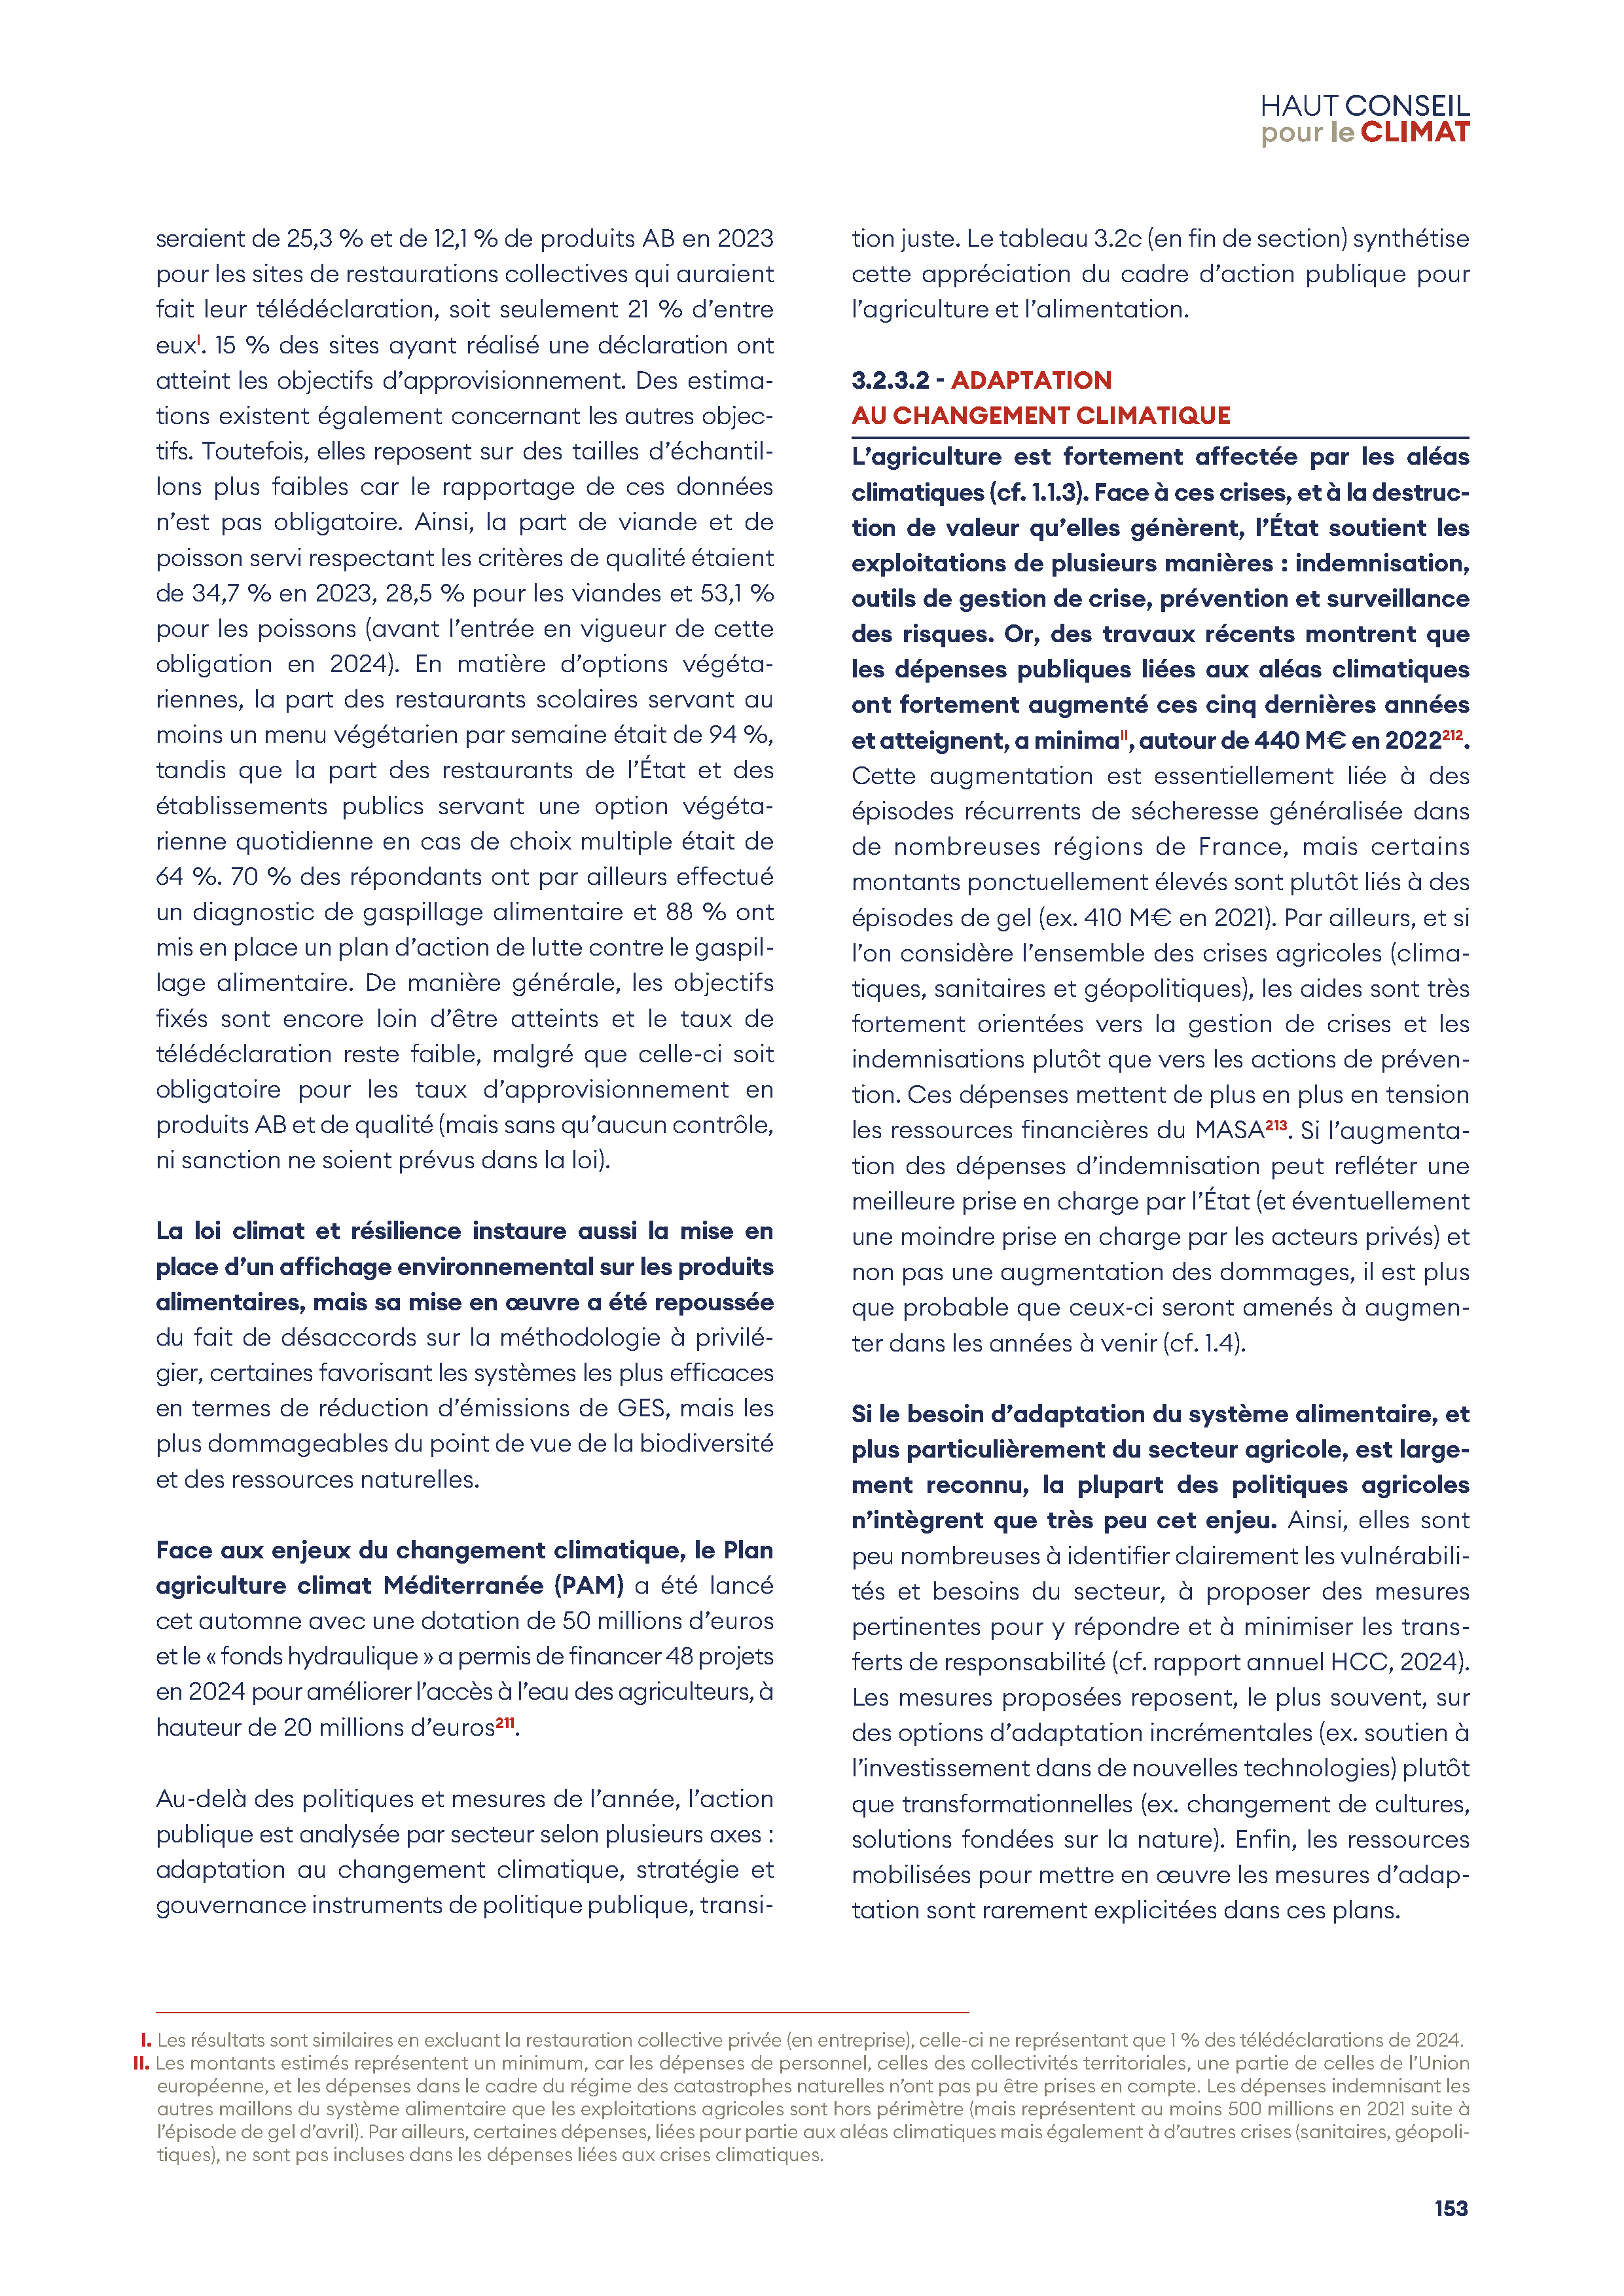 HAUT CONSEIL
pour le CLIMAT
seraient de 25,3 % et de 12,1 % de produits AB en 2023
pour les sites de restaurations collectives qui auraient
fait leur télédéclaration, soit seulement 21 % d’entre
euxI. 15 % des sites ayant réalisé une déclaration ont
atteint les objectifs d’approvisionnement. Des estima-
tions existent également concernant les autres objec-
tifs. Toutefois, elles reposent sur des tailles d’échantil-
lons plus faibles car le rapportage de ces données
n’est pas obligatoire. Ainsi, la part de viande et de
poisson servi respectant les critères de qualité étaient
de 34,7 % en 2023, 28,5 % pour les viandes et 53,1 %
pour les poissons (avant l’entrée en vigueur de cette
obligation en 2024). En matière d’options végéta-
riennes, la part des restaurants scolaires servant au
moins un menu végétarien par semaine était de 94 %,
tandis que la part des restaurants de l’État et des
établissements publics servant une option végéta-
rienne quotidienne en cas de choix multiple était de
64 %. 70 % des répondants ont par ailleurs effectué
un diagnostic de gaspillage alimentaire et 88 % ont
mis en place un plan d’action de lutte contre le gaspil-
lage alimentaire. De manière générale, les objectifs
fixés sont encore loin d’être atteints et le taux de
télédéclaration reste faible, malgré que celle-ci soit
obligatoire pour les taux d’approvisionnement en
produits AB et de qualité (mais sans qu’aucun contrôle,
ni sanction ne soient prévus dans la loi).
La loi climat et résilience instaure aussi la mise en
place d’un affichage environnemental sur les produits
alimentaires, mais sa mise en œuvre a été repoussée
du fait de désaccords sur la méthodologie à privilé-
gier, certaines favorisant les systèmes les plus efficaces
en termes de réduction d’émissions de GES, mais les
plus dommageables du point de vue de la biodiversité
et des ressources naturelles.
Face aux enjeux du changement climatique, le Plan
agriculture climat Méditerranée (PAM) a été lancé
cet automne avec une dotation de 50 millions d’euros
et le « fonds hydraulique » a permis de financer 48 projets
en 2024 pour améliorer l’accès à l’eau des agriculteurs, à
hauteur de 20 millions d’euros211.
Au-delà des politiques et mesures de l’année, l’action
publique est analysée par secteur selon plusieurs axes :
adaptation au changement climatique, stratégie et
gouvernance instruments de politique publique, transi-
tion juste. Le tableau 3.2c (en fin de section) synthétise
cette appréciation du cadre d’action publique pour
l’agriculture et l’alimentation.
3.2.3.2 - ADAPTATION
AU CHANGEMENT CLIMATIQUE
L’agriculture est fortement affectée par les aléas
climatiques (cf. 1.1.3). Face à ces crises, et à la destruc-
tion de valeur qu’elles génèrent, l’État soutient les
exploitations de plusieurs manières : indemnisation,
outils de gestion de crise, prévention et surveillance
des risques. Or, des travaux récents montrent que
les dépenses publiques liées aux aléas climatiques
ont fortement augmenté ces cinq dernières années
et atteignent, a minimaII, autour de 440 M€ en 2022212.
Cette augmentation est essentiellement liée à des
épisodes récurrents de sécheresse généralisée dans
de nombreuses régions de France, mais certains
montants ponctuellement élevés sont plutôt liés à des
épisodes de gel (ex. 410 M€ en 2021). Par ailleurs, et si
l’on considère l’ensemble des crises agricoles (clima-
tiques, sanitaires et géopolitiques), les aides sont très
fortement orientées vers la gestion de crises et les
indemnisations plutôt que vers les actions de préven-
tion. Ces dépenses mettent de plus en plus en tension
les ressources financières du MASA213. Si l’augmenta-
tion des dépenses d’indemnisation peut refléter une
meilleure prise en charge par l’État (et éventuellement
une moindre prise en charge par les acteurs privés) et
non pas une augmentation des dommages, il est plus
que probable que ceux-ci seront amenés à augmen-
ter dans les années à venir (cf. 1.4).
Si le besoin d’adaptation du système alimentaire, et
plus particulièrement du secteur agricole, est large-
ment reconnu, la plupart des politiques agricoles
n’intègrent que très peu cet enjeu. Ainsi, elles sont
peu nombreuses à identifier clairement les vulnérabili-
tés et besoins du secteur, à proposer des mesures
pertinentes pour y répondre et à minimiser les trans-
ferts de responsabilité (cf. rapport annuel HCC, 2024).
Les mesures proposées reposent, le plus souvent, sur
des options d’adaptation incrémentales (ex. soutien à
l’investissement dans de nouvelles technologies) plutôt
que transformationnelles (ex. changement de cultures,
solutions fondées sur la nature). Enfin, les ressources
mobilisées pour mettre en œuvre les mesures d’adap-
tation sont rarement explicitées dans ces plans.
I. Les résultats sont similaires en excluant la restauration collective privée (en entreprise), celle-ci ne représentant que 1 % des télédéclarations de 2024.
II. Les montants estimés représentent un minimum, car les dépenses de personnel, celles des collectivités territoriales, une partie de celles de l’Union
européenne, et les dépenses dans le cadre du régime des catastrophes naturelles n’ont pas pu être prises en compte. Les dépenses indemnisant les
autres maillons du système alimentaire que les exploitations agricoles sont hors périmètre (mais représentent au moins 500 millions en 2021 suite à
l’épisode de gel d’avril). Par ailleurs, certaines dépenses, liées pour partie aux aléas climatiques mais également à d’autres crises (sanitaires, géopoli-
tiques), ne sont pas incluses dans les dépenses liées aux crises climatiques.
153